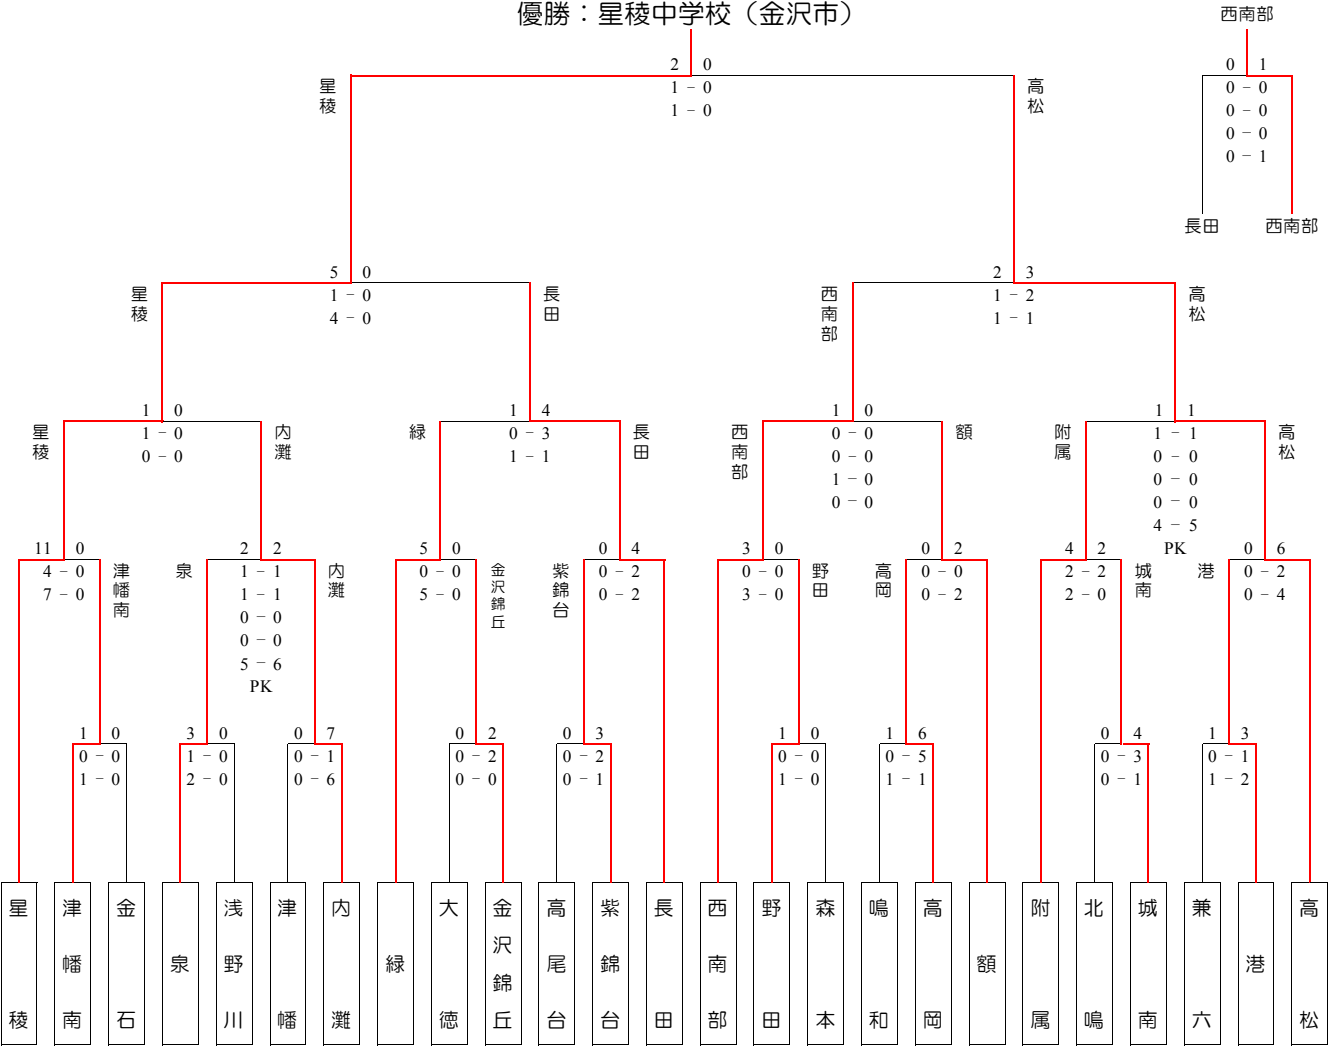 優勝：星稜中学校（金沢市）
西南部
0 1
0－0
0－0
0－0
0－1
長田
西南部
星稜
2 0
1－0
1－0
高松
星稜
5 0
1－0
4－0
長田
西南部
2 3
1－2
1－1
高松
星稜
1 0
1－0
0－0
内灘
緑
1 4
0－3
1－1
長田
西南部
1 0
0－0
0－0
1－0
0－0
額
附属
1 1
1－1
0－0
0－0
0－0
4－5
PK
高松
11 0
4－0
7－0
津幡南
泉
2 2
1－1
1－1
0－0
0－0
5－6
PK
内灘
5 0
0－0
5－0
金沢錦丘
紫錦台
0 4
0－2
0－2
3 0
0－0
3－0
野田
高岡
0 2
0－0
0－2
4 2
2－2
2－0
城南
港
0 6
0－2
0－4
1 0
0－0
1－0
3 0
1－0
2－0
0 7
0－1
0－6
0 2
0－2
0－0
0 3
0－2
0－1
1 0
0－0
1－0
1 6
0－5
1－1
0 4
0－3
0－1
1 3
0－1
1－2
星稜
津幡南
金石
泉
浅野川
津幡
内灘
緑
大徳
金沢錦丘
高尾台
紫錦台
長田
西南部
野田
森本
鳴和
高岡
額
附属
北鳴
城南
兼六
港
高松